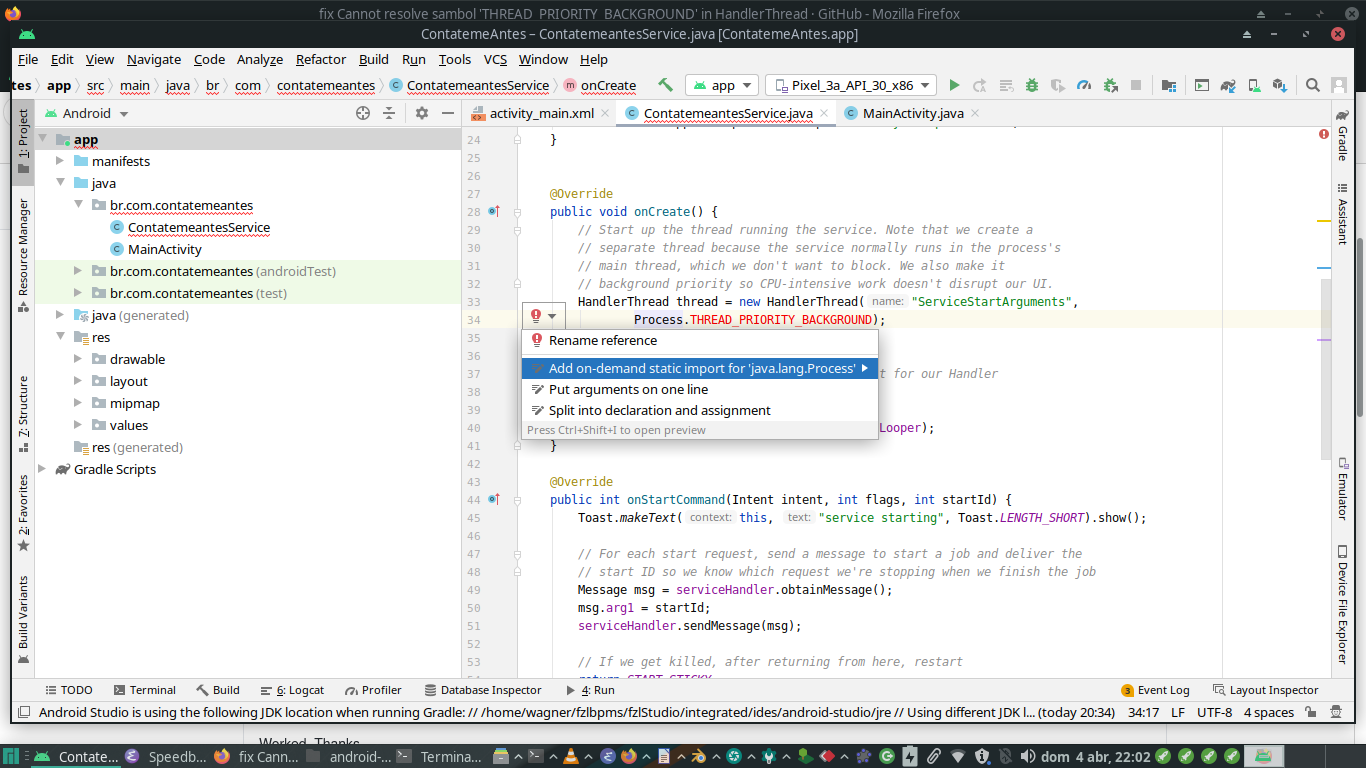 fix Cannot resolve sambol 'THREAD_PRIORITY_BACKGROUND' in HandlerThread · GitHub - Mozilla Firefox
ContatemeAntes – ContatemeantesService.java [ContatemeAntes.app]
File Edit View Navigate Code Analyze Refactor Build Run Tools VCS Window Help
tes app src main java br com contatemeantes ContatemeantesService onCreate app Pixel_3a_API_30_x86
Android
activity_main.xml ContatemeantesService.java MainActivity.java
1: Project
Resource Manager
7: Structure
2: Favorites
Build Variants
app
manifests
java
br.com.contatemeantes
ContatemeantesService
MainActivity
br.com.contatemeantes (androidTest)
br.com.contatemeantes (test)
java (generated)
res
drawable
layout
mipmap
values
res (generated)
Gradle Scripts
24 }
25
26
27 @Override
28 public void onCreate() {
29 // Start up the thread running the service. Note that we create a
30 // separate thread because the service normally runs in the process's
31 // main thread, which we don't want to block. We also make it
32 // background priority so CPU-intensive work doesn't disrupt our UI.
33 HandlerThread thread = new HandlerThread( name: "ServiceStartArguments",
34 Process.THREAD_PRIORITY_BACKGROUND);
35
Rename reference
36
Add on-demand static import for 'java.lang.Process'
37 t for our Handler
38
Put arguments on one line
39
Split into declaration and assignment
40 Looper);
Press Ctrl+Shift+I to open preview
41 }
42
43 @Override
44 public int onStartCommand(Intent intent, int flags, int startId) {
45 Toast.makeText( context: this, text: "service starting", Toast.LENGTH_SHORT).show();
46
47 // For each start request, send a message to start a job and deliver the
48 // start ID so we know which request we're stopping when we finish the job
49 Message msg = serviceHandler.obtainMessage();
50 msg.arg1 = startId;
51 serviceHandler.sendMessage(msg);
52
53 // If we get killed, after returning from here, restart
return START_STICKY
Gradle
Assistant
Emulator
Device File Explorer
TODO Terminal Build 6: Logcat Profiler Database Inspector 4: Run 3 Event Log Layout Inspector
Android Studio is using the following JDK location when running Gradle: // /home/wagner/fzlbpms/fzlStudio/integrated/ides/android-studio/jre // Using different JDK l... (today 20:34) 34:17 LF UTF-8 4 spaces
Worked. Thanks
Contate... Speedb... fix Cann... android-... Termina... dom 4 abr, 22:02